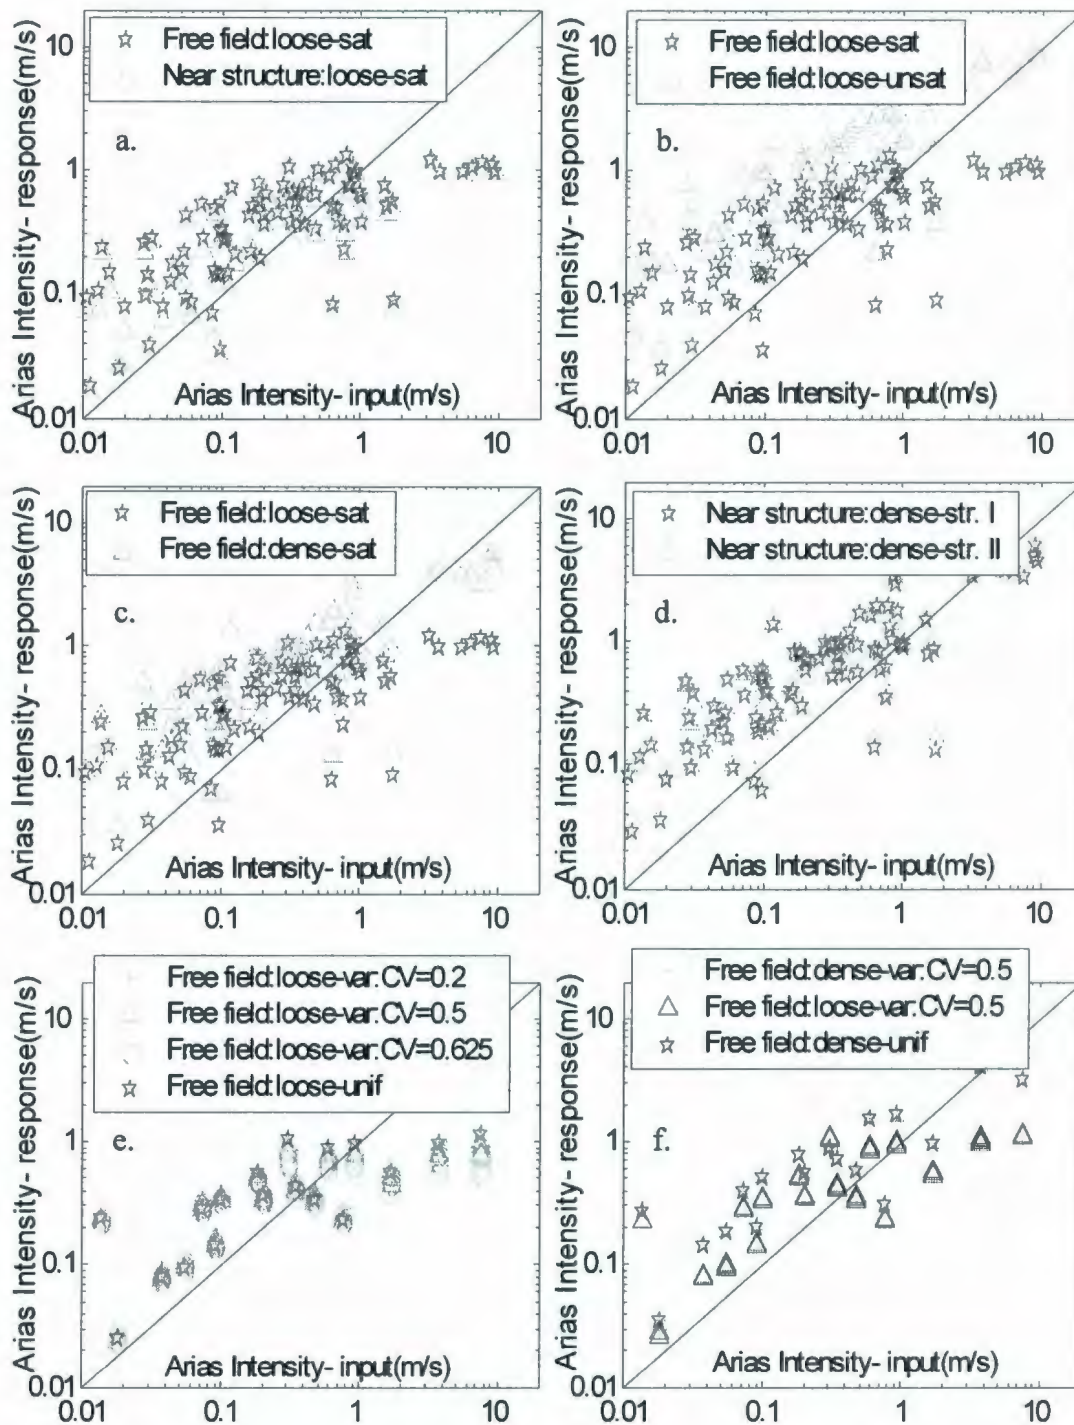 Arias Intensity- response(m/s)
10
1
0.1
0.01
Free field:loose-sat
Near structure:loose-sat
a.
Arias Intensity- input(m/s)
0.01 0.1 1 10
Arias Intensity- response(m/s)
10
1
0.1
0.01
Free field:loose-sat
Free field:loose-unsat
b.
Arias Intensity- input(m/s)
0.01 0.1 1 10
Arias Intensity- response(m/s)
10
1
0.1
0.01
Free field:loose-sat
Free field:dense-sat
c.
Arias Intensity- input(m/s)
0.01 0.1 1 10
Arias Intensity- response(m/s)
10
1
0.1
0.01
Near structure:dense-str. I
Near structure:dense-str. II
d.
Arias Intensity- input(m/s)
0.01 0.1 1 10
Arias Intensity- response(m/s)
10
1
0.1
0.01
Free field:loose-var.CV=0.2
Free field:loose-var.CV=0.5
Free field:loose-var.CV=0.625
Free field:loose-unif
e.
Arias Intensity- input(m/s)
0.01 0.1 1 10
Arias Intensity- response(m/s)
10
1
0.1
0.01
Free field:dense-var.CV=0.5
Free field:loose-var.CV=0.5
Free field:dense-unif
f.
Arias Intensity- input(m/s)
0.01 0.1 1 10